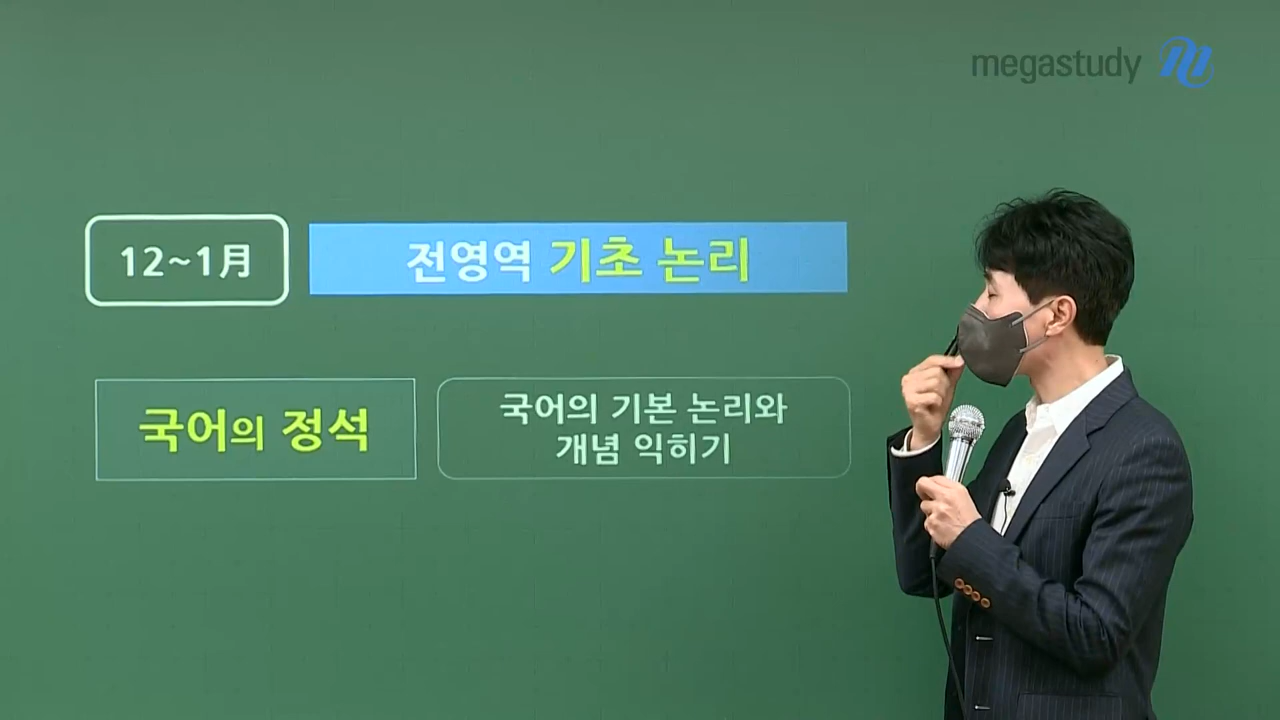 megastudy
12~1月
전영역 기초 논리
국어의 정석
국어의 기본 논리와
개념 익히기